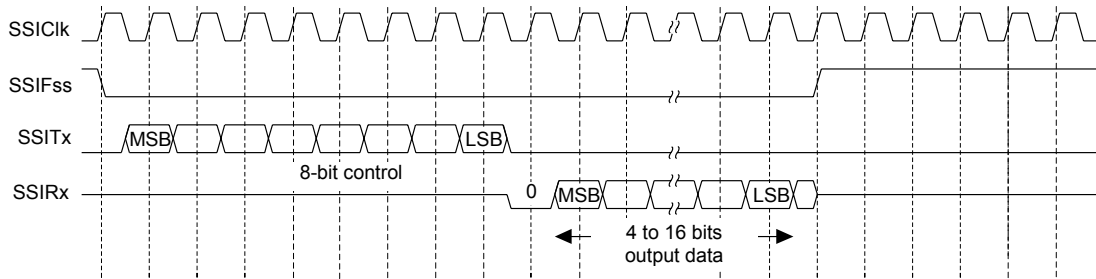 SSIClk
SSIFss
SSITx
MSB
LSB
8-bit control
SSIRx
0
MSB
LSB
4 to 16 bits
output data